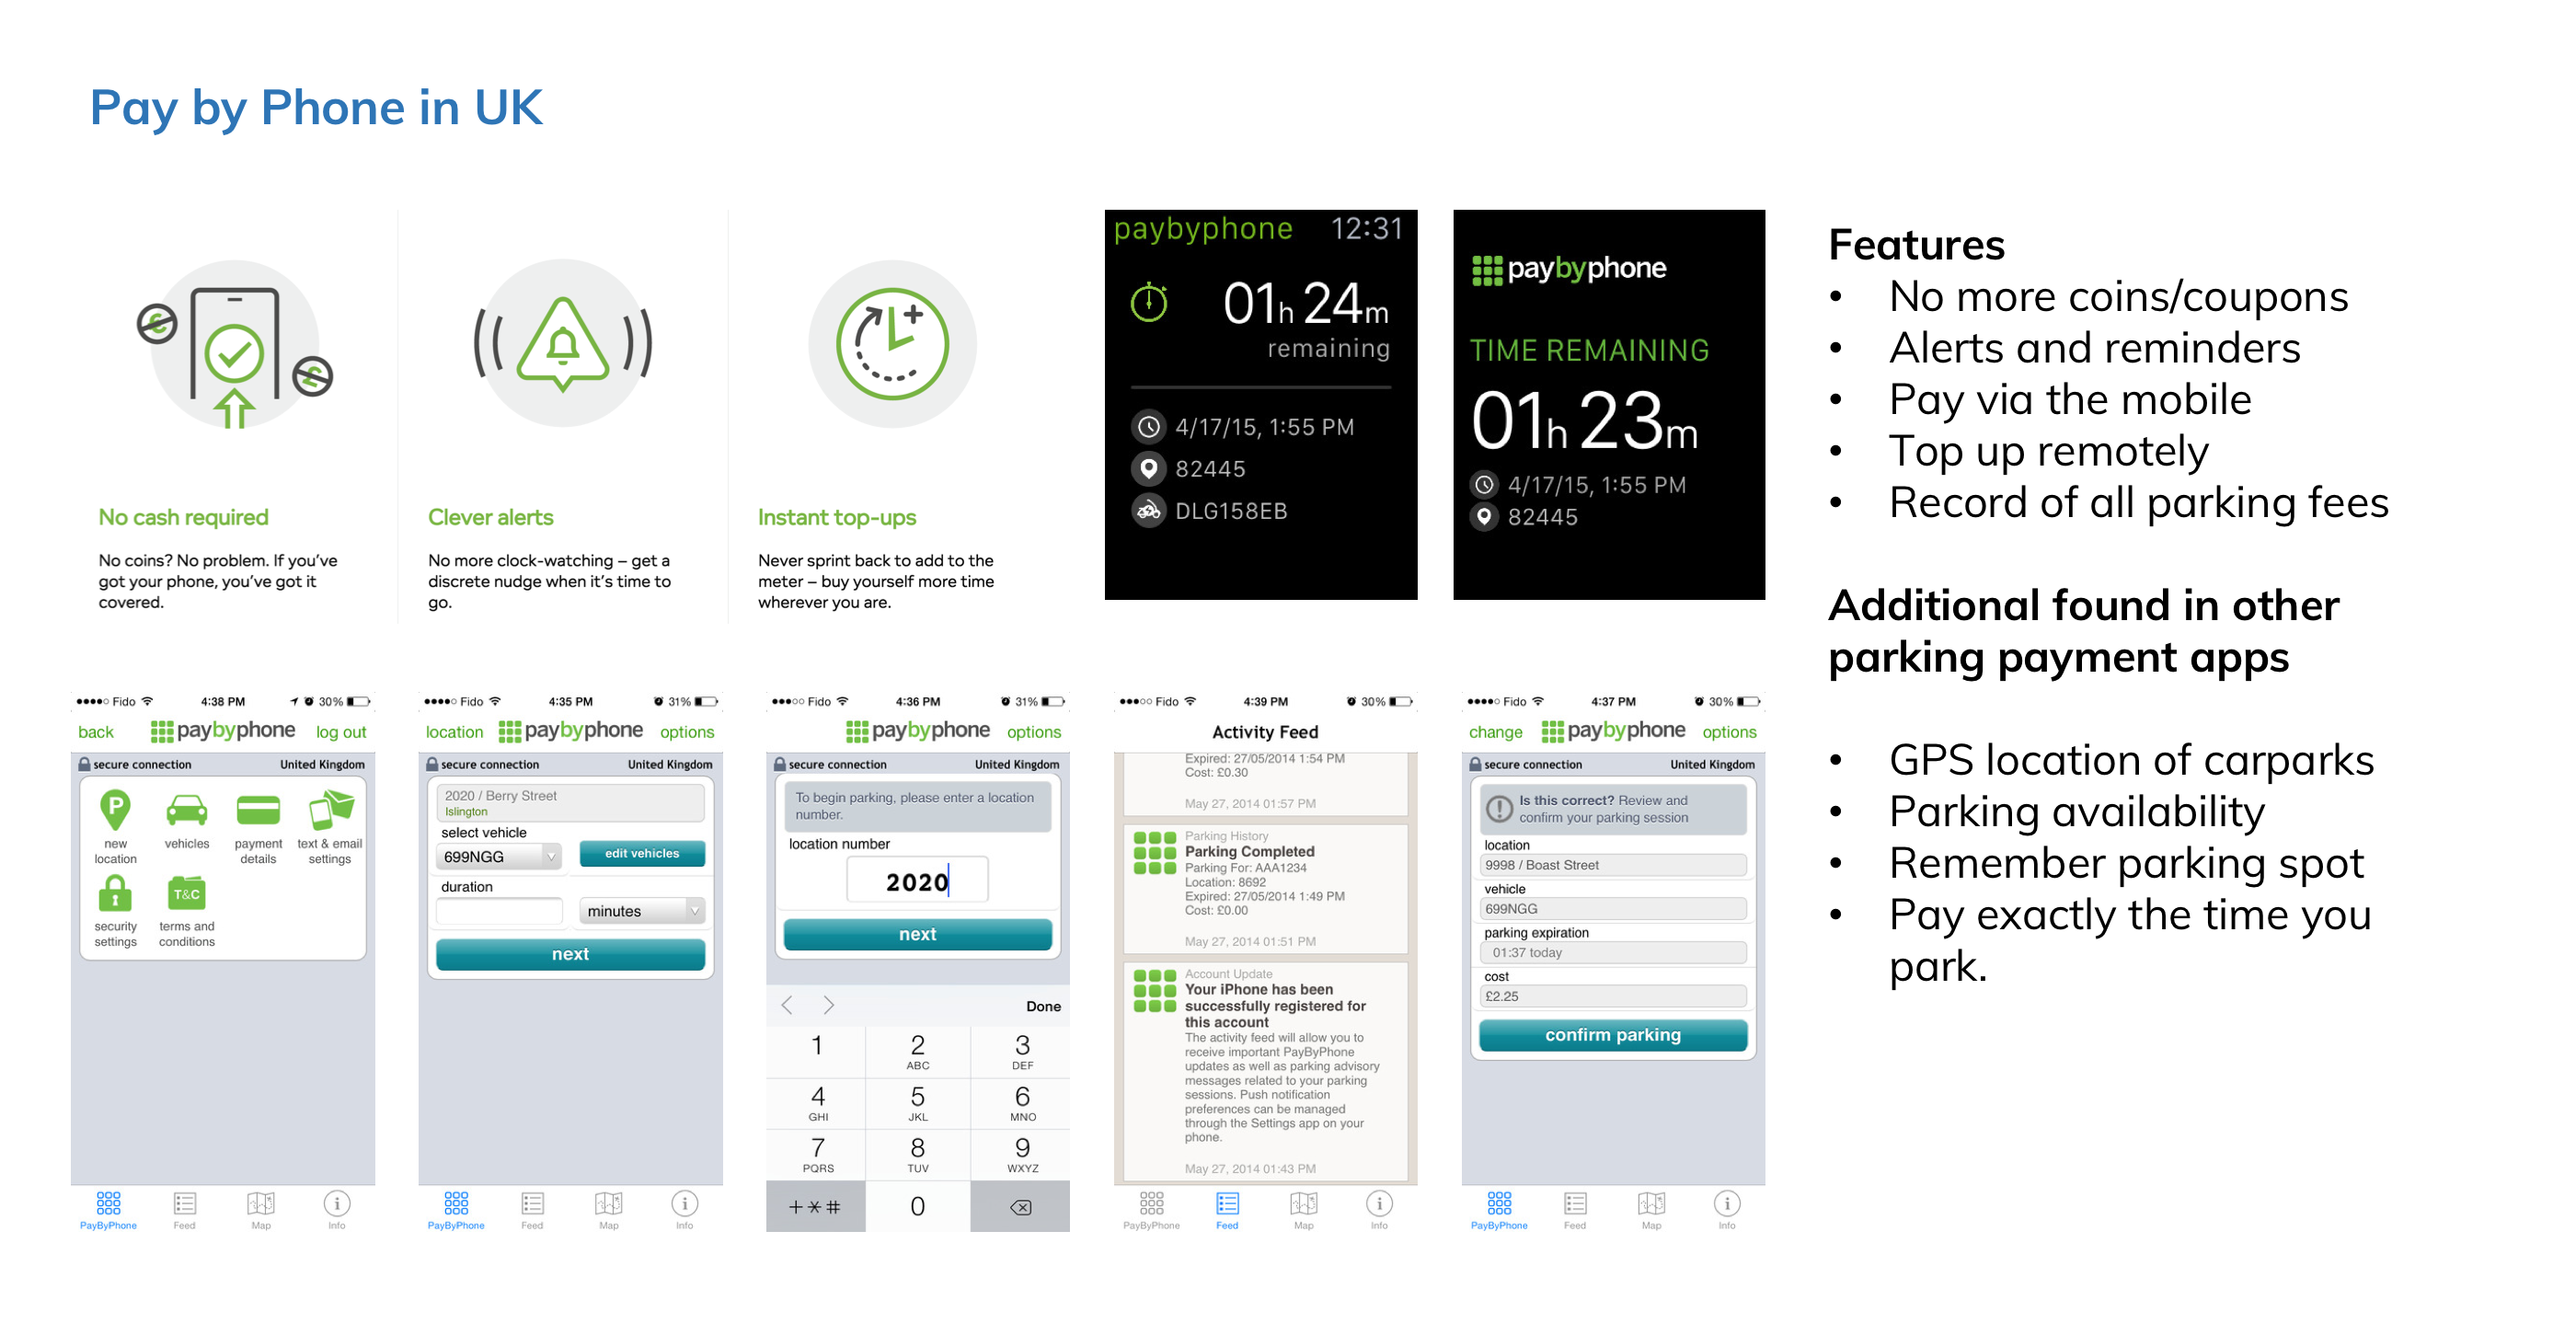 Pay by Phone in UK
No cash required
No coins? No problem. If you’ve
got your phone, you’ve got it
covered.
Clever alerts
No more clock-watching – get a
discrete nudge when it’s time to
go.
Instant top-ups
Never sprint back to add to the
meter – buy yourself more time
wherever you are.
paybyphone 12:31
01h 24m
remaining
4/17/15, 1:55 PM
82445
DLG158EB
paybyphone
TIME REMAINING
01h 23m
4/17/15, 1:55 PM
82445
Features
• No more coins/coupons
• Alerts and reminders
• Pay via the mobile
• Top up remotely
• Record of all parking fees
Additional found in other
parking payment apps
• GPS location of carparks
• Parking availability
• Remember parking spot
• Pay exactly the time you
park.
Fido 4:38 PM 30%
back paybyphone log out
secure connection United Kingdom
P
new
location
vehicles
payment
details
text & email
settings
security
settings
T&C
terms and
conditions
PayByPhone Feed Map Info
Fido 4:35 PM 31%
location paybyphone options
secure connection United Kingdom
2020 / Berry Street
Islington
select vehicle
699NGG edit vehicles
duration
minutes
next
PayByPhone Feed Map Info
Fido 4:36 PM 31%
paybyphone options
secure connection United Kingdom
To begin parking, please enter a location
number.
location number
2020
next
Done
1 2 3
ABC DEF
4 5 6
GHI JKL MNO
7 8 9
PQRS TUV WXYZ
+*# 0
Fido 4:39 PM 30%
Activity Feed
Expired: 27/05/2014 1:54 PM
Cost: £0.30
May 27, 2014 01:57 PM
Parking History
Parking Completed
Parking For: AAA1234
Location: 8692
Expired: 27/05/2014 1:49 PM
Cost: £0.00
May 27, 2014 01:51 PM
Account Update
Your iPhone has been
successfully registered for
this account
The activity feed will allow you to
receive important PayByPhone
updates as well as parking advisory
messages related to your parking
sessions. Push notification
preferences can be managed
through the Settings app on your
phone.
May 27, 2014 01:43 PM
PayByPhone Feed Map Info
Fido 4:37 PM 30%
change paybyphone options
secure connection United Kingdom
Is this correct? Review and
confirm your parking session
location
9998 / Boast Street
vehicle
699NGG
parking expiration
01:37 today
cost
£2.25
confirm parking
PayByPhone Feed Map Info